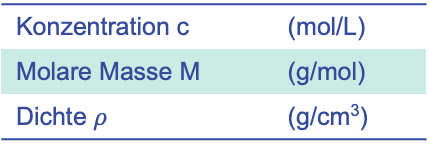 Konzentration c (mol/L)
Molare Masse M (g/mol)
Dichte ρ (g/cm³)